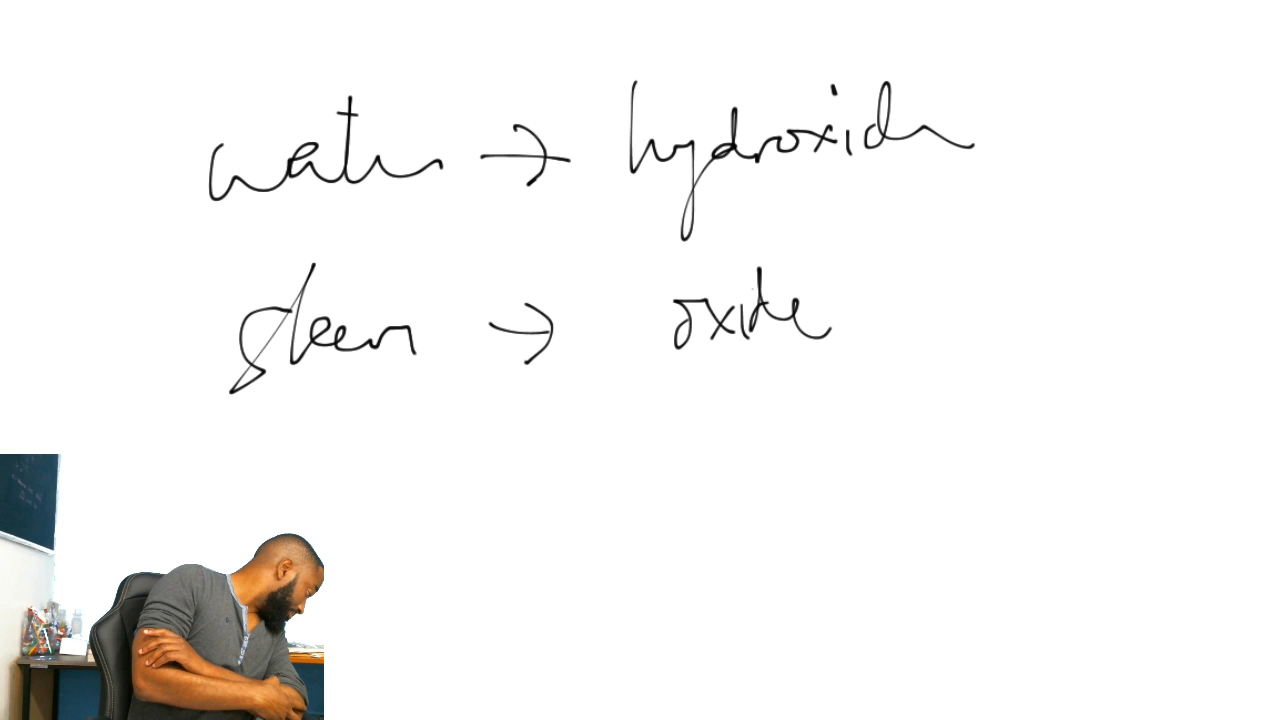 water → hydroxide
steam → oxide